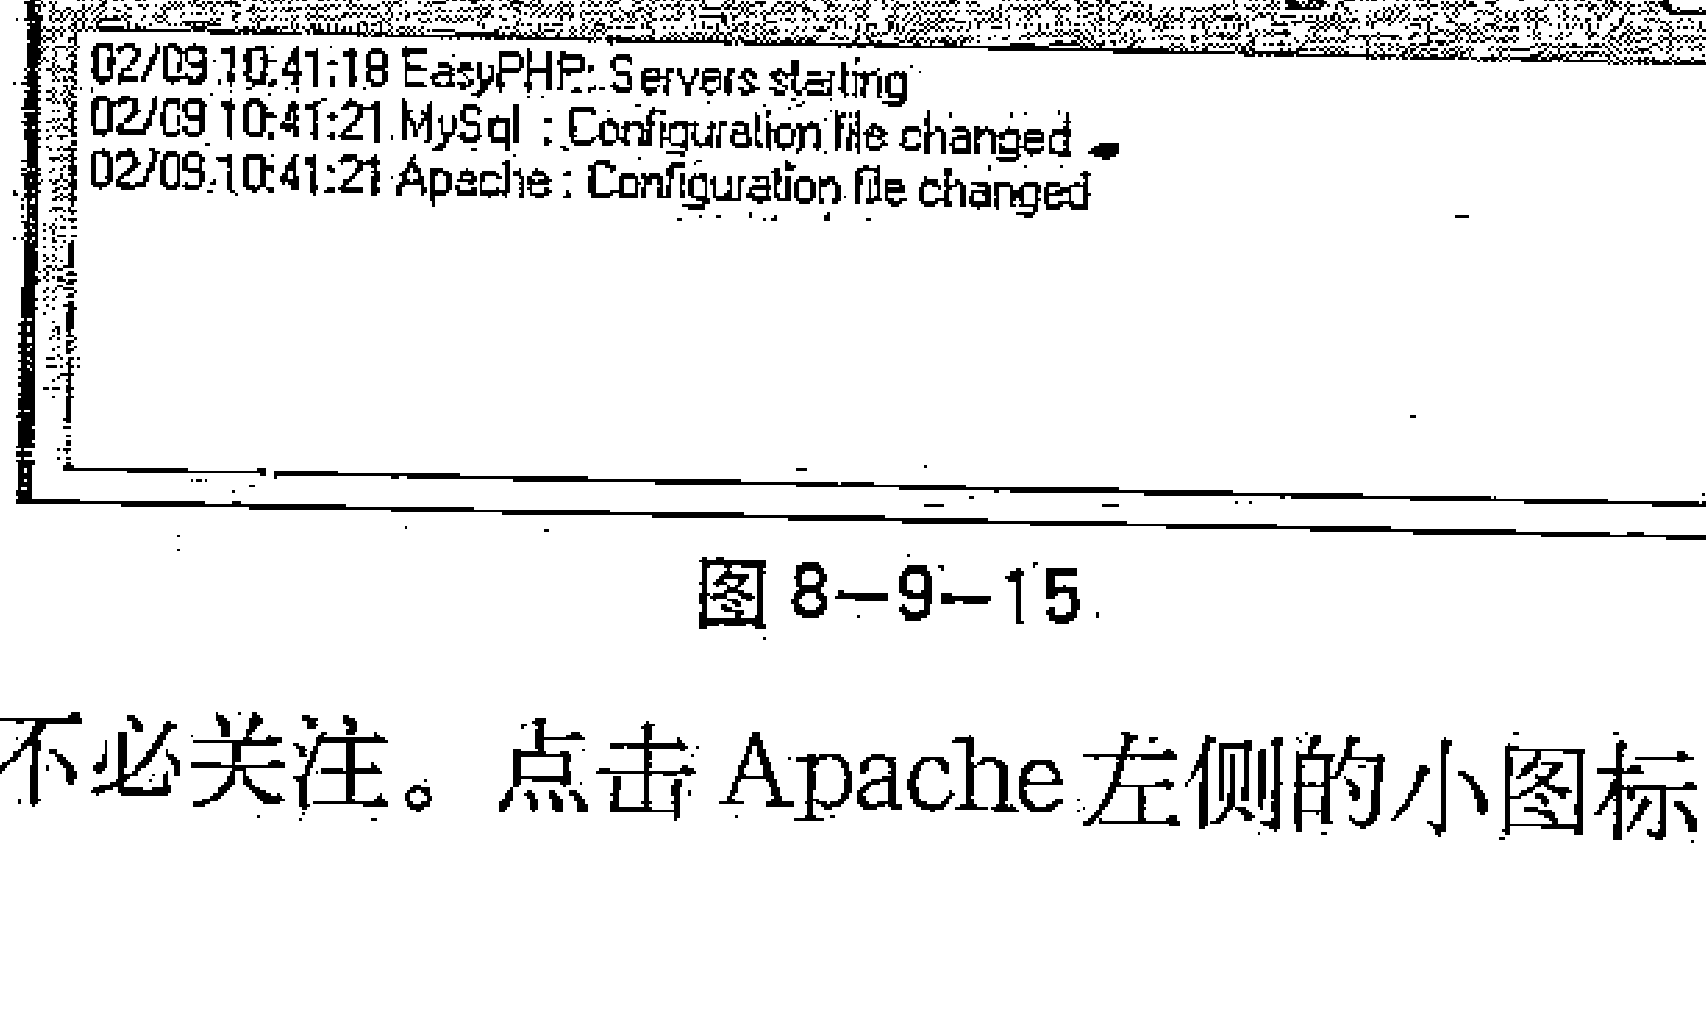 02/09 10:41:18 EasyPHP: Servers starting
02/09 10:41:21 MySql : Configuration file changed
02/09 10:41:21 Apache : Configuration file changed
图 8-9-15
不必关注。点击 Apache 左侧的小图标